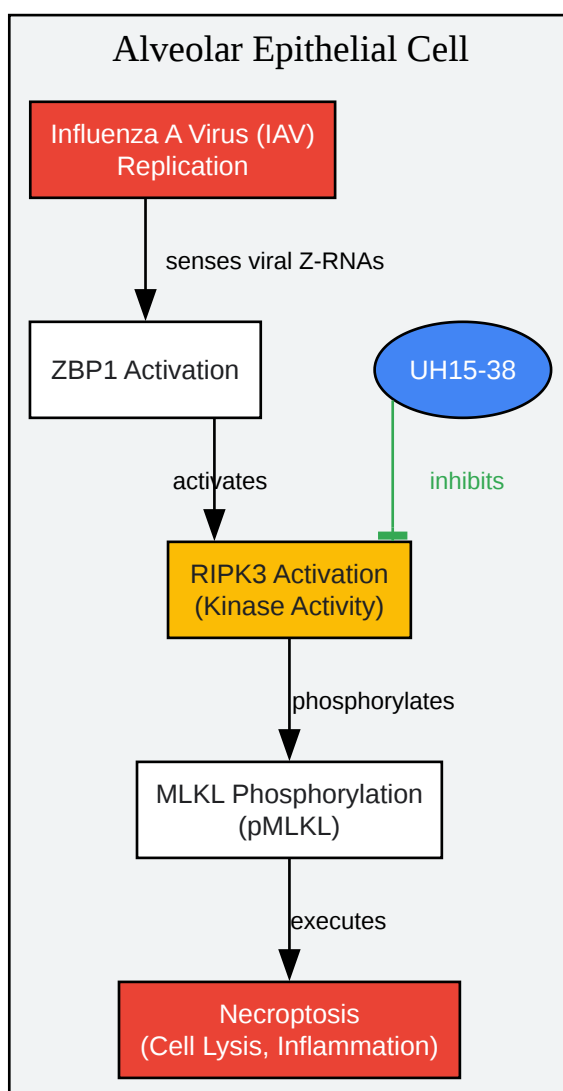 Alveolar Epithelial Cell
Influenza A Virus (IAV)
Replication
senses viral Z-RNAs
ZBP1 Activation
UH15-38
activates
inhibits
RIPK3 Activation
(Kinase Activity)
phosphorylates
MLKL Phosphorylation
(pMLKL)
executes
Necroptosis
(Cell Lysis, Inflammation)